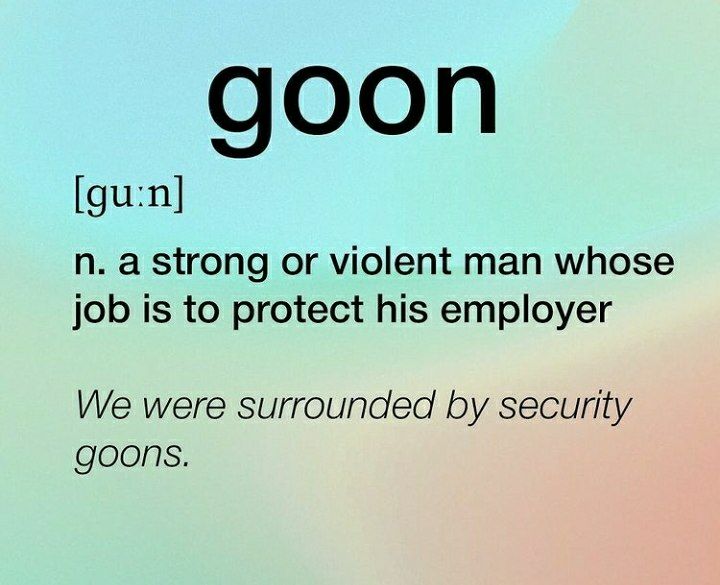 goon
[guːn]
n. a strong or violent man whose
job is to protect his employer
We were surrounded by security
goons.